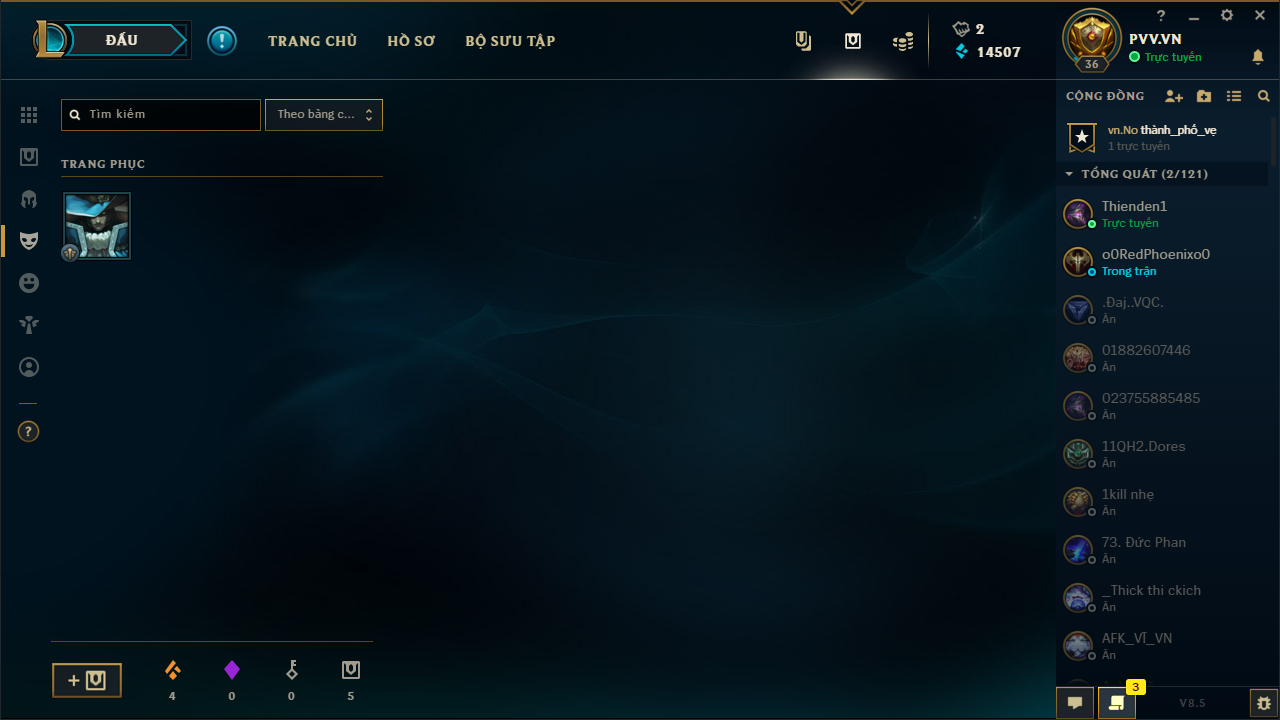 ĐẤU
!
TRANG CHỦ
HỒ SƠ
BỘ SƯU TẬP
2
14507
36
?
PVV.VN
Trực tuyến
Tìm kiếm
Theo bảng c...
TRANG PHỤC
?
4
0
0
5
CỘNG ĐỒNG
vn.No thành_phố_vẹ
1 trực tuyến
TỔNG QUÁT (2/121)
Thienden1
Trực tuyến
o0RedPhoenixo0
Trong trận
.Đaj..VQC.
Ẩn
01882607446
Ẩn
023755885485
Ẩn
11QH2.Dores
Ẩn
1kill nhẹ
Ẩn
73. Đức Phan
Ẩn
_Thick thi ckich
Ẩn
AFK_VĨ_VN
Ẩn
3
V8.5